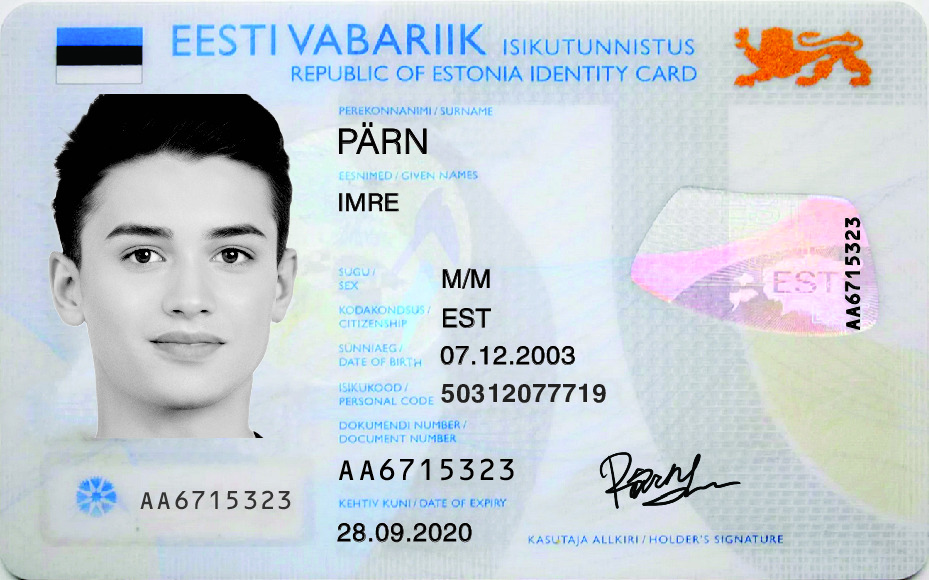 EESTI VABARIIK ISIKUTUNNISTUS
REPUBLIC OF ESTONIA IDENTITY CARD
PEREKONNANIMI / SURNAME
PÄRN
EESNIMED / GIVEN NAMES
IMRE
SUGU /
SEX
M/M
KODAKONDSUS /
CITIZENSHIP
EST
SÜNNIAEG /
DATE OF BIRTH
07.12.2003
ISIKUKOOD /
PERSONAL CODE
50312077719
DOKUMENDI NUMBER /
DOCUMENT NUMBER
AA6715323
KEHTIV KUNI / DATE OF EXPIRY
28.09.2020
AA6715323
EST
AA6715323
Pärn
KASUTAJA ALLKIRI / HOLDER'S SIGNATURE